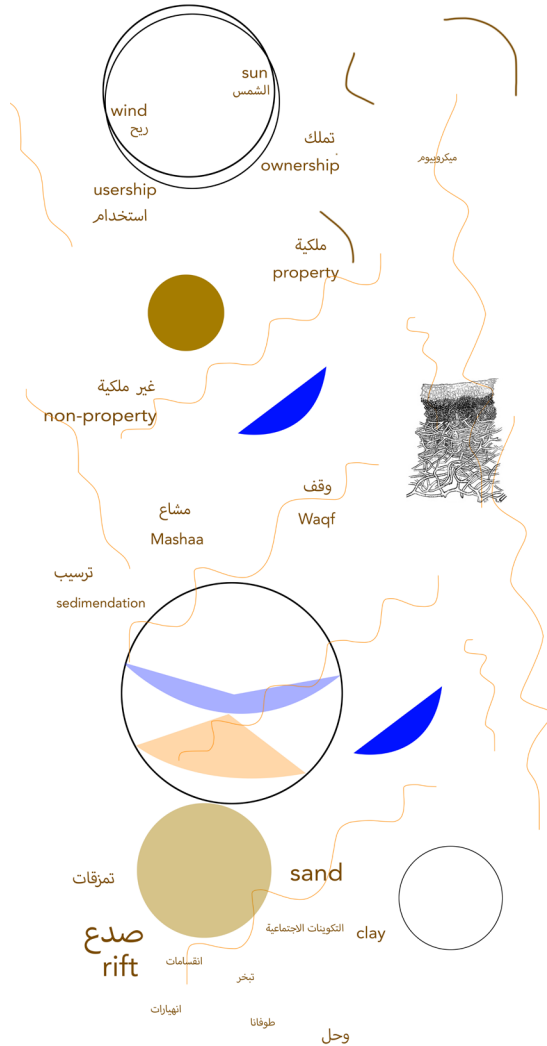 sun
الشمس
wind
ريح
تملك
ownership
ميكروبيوم
usership
استخدام
ملكية
property
غير ملكية
non-property
وقف
مشاع
Waqf
Mashaa
ترسيب
sedimendation
تمزقات
sand
صدع
التكوينات الاجتماعية
clay
rift
انقسامات
تبخر
انهيارات
طوفانا
وحل